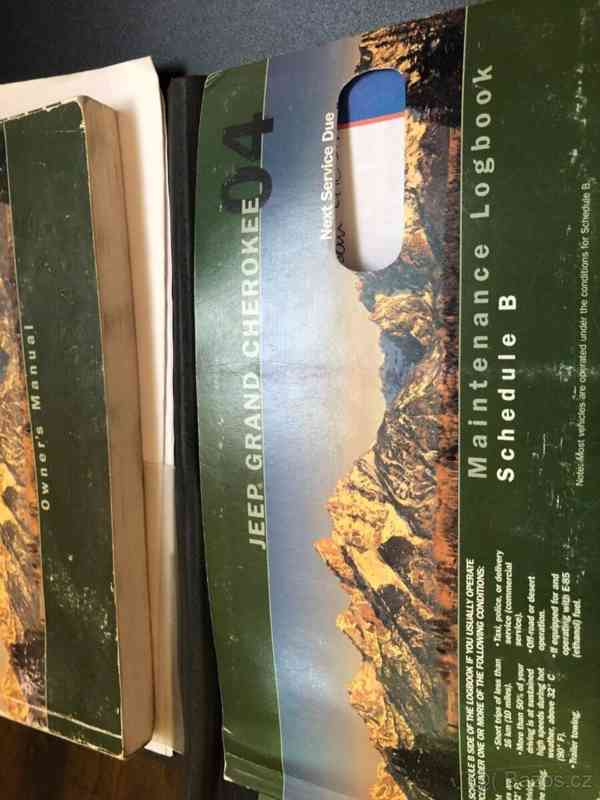 Owner's Manual
JEEP GRAND CHEROKEE 04
Next Service Due
Maintenance Logbook
Schedule B
Note: Most vehicles are operated under the conditions for Schedule B.
SCHEDULE B SIDE OF THE LOGBOOK IF YOU USUALLY OPERATE
UNDER ONE OR MORE OF THE FOLLOWING CONDITIONS:
• Short trips of less than
16 km (10 miles).
• More than 50% of your
driving is at sustained
high speeds during hot
weather, above 32° C
(90° F).
• Trailer towing.
• Taxi, police, or delivery
service (commercial
service).
• Off-road or desert
operation.
• If equipped for and
operating with E-85
(ethanol) fuel.